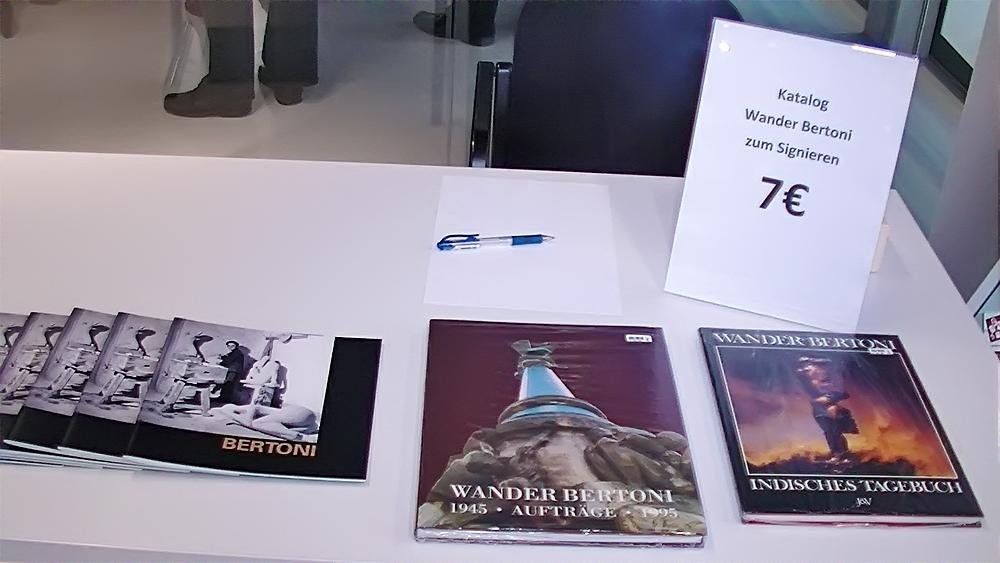 Katalog
Wander Bertoni
zum Signieren
7€
BERTONI
WANDER BERTONI
1945 • AUFTRÄGE • 1995
WANDER BERTONI
INDISCHES TAGEBUCH